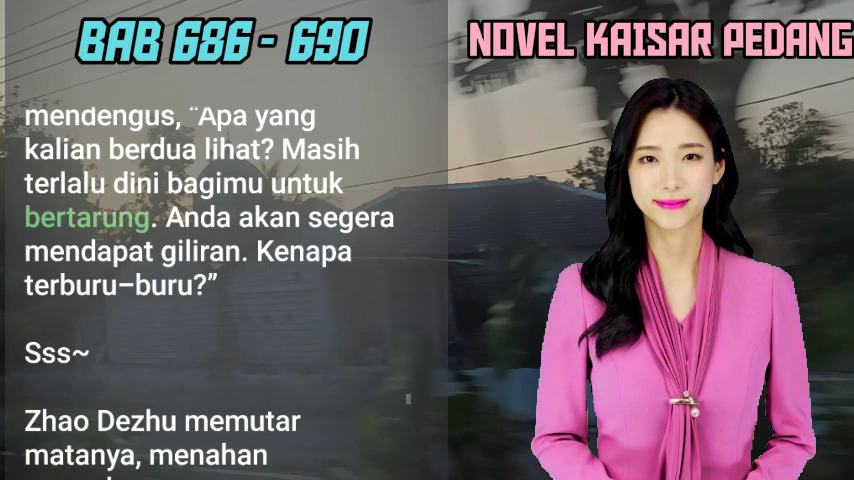 BAB 686 - 690
NOVEL KAISAR PEDANG
mendengus, “Apa yang
kalian berdua lihat? Masih
terlalu dini bagimu untuk
bertarung. Anda akan segera
mendapat giliran. Kenapa
terburu-buru?”
Sss~
Zhao Dezhu memutar
matanya, menahan